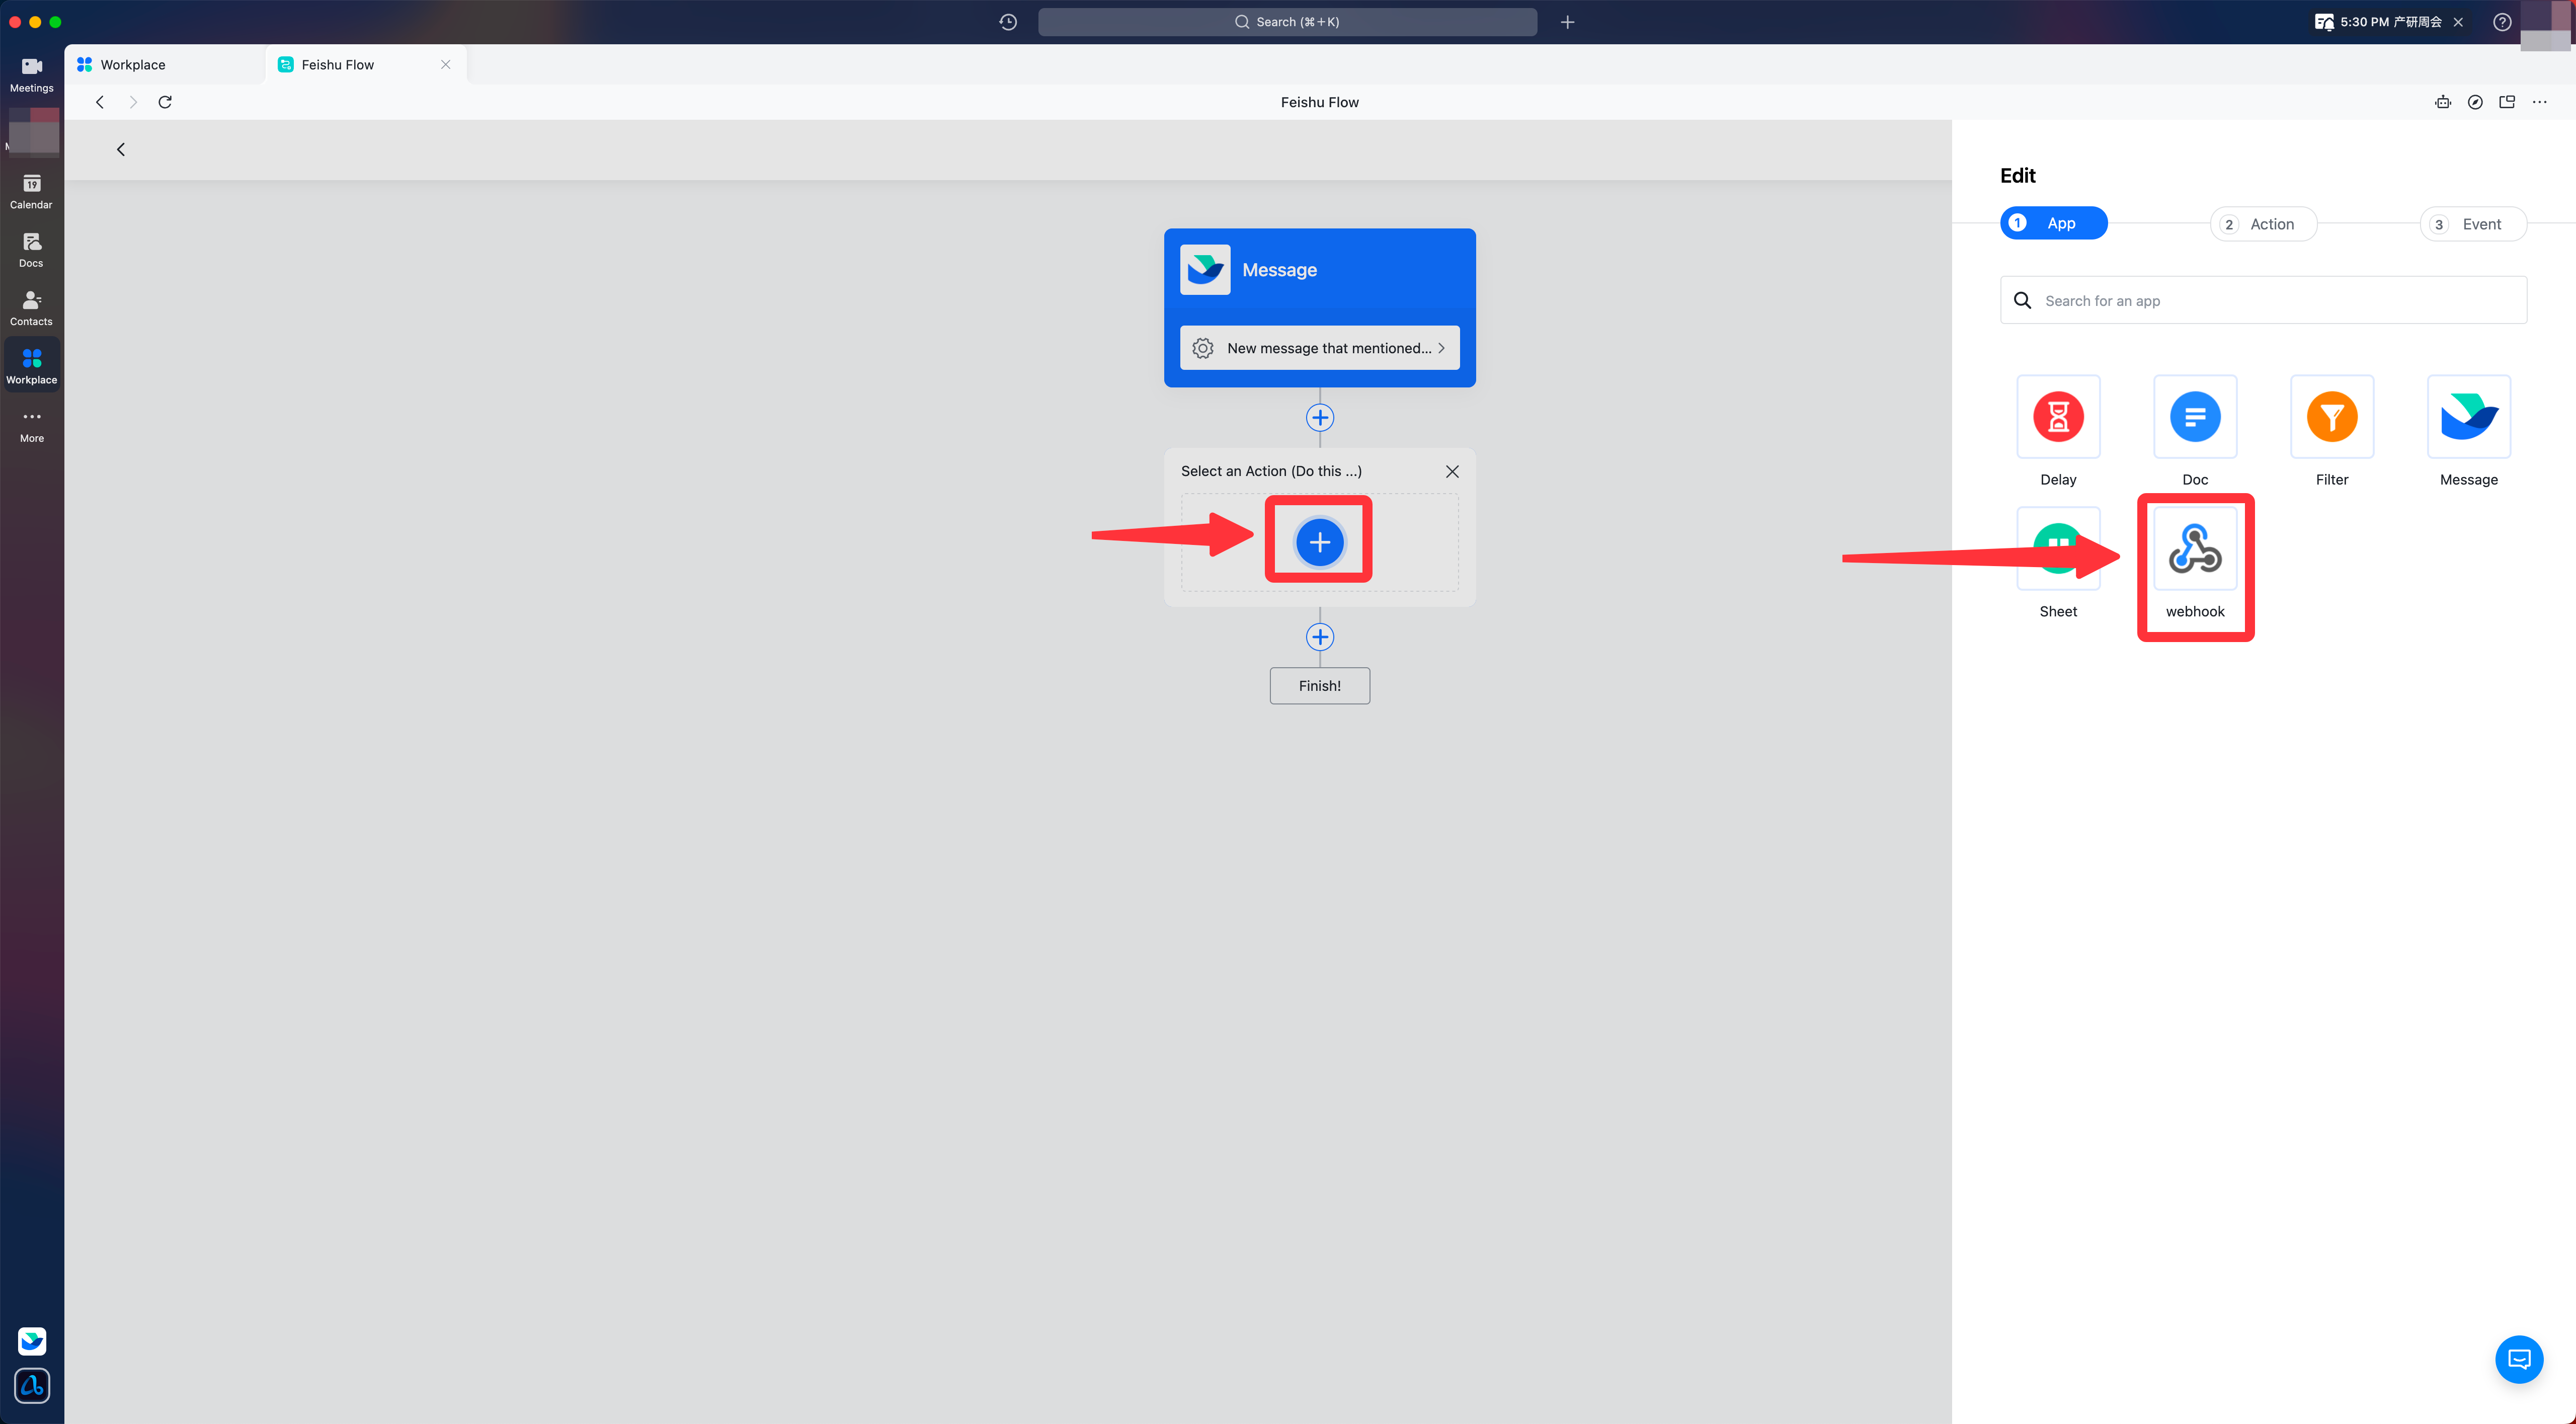 Search (⌘+K)
5:30 PM 产研周会
Meetings
Workplace
Feishu Flow
Feishu Flow
19
Calendar
Docs
Contacts
Workplace
More
Message
New message that mentioned...
Select an Action (Do this ...)
Finish!
Edit
1 App
2 Action
3 Event
Search for an app
Delay
Doc
Filter
Message
Sheet
webhook